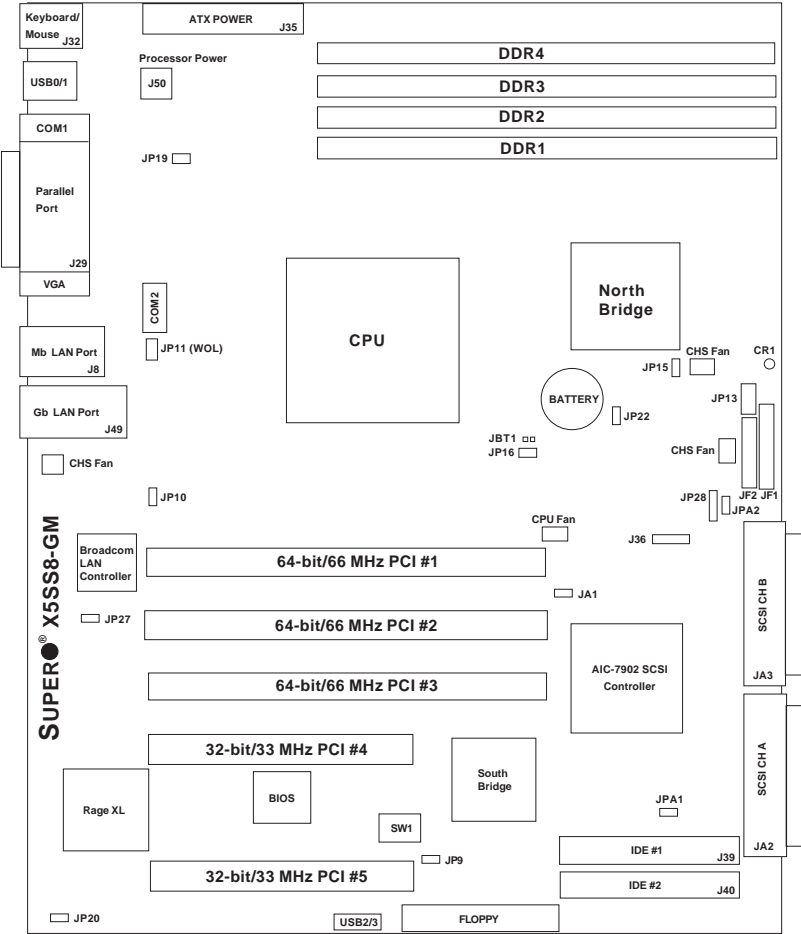 Keyboard/
Mouse
J32
ATX POWER
J35
Processor Power
J50
USB0/1
DDR4
DDR3
DDR2
DDR1
COM1
JP19
Parallel
Port
J29
VGA
COM2
CPU
North
Bridge
JP11 (WOL)
Mb LAN Port
J8
CHS Fan
CR1
JP15
BATTERY
JP13
JP22
Gb LAN Port
J49
JBT1
JP16
CHS Fan
CHS Fan
JP10
JP28
JF2
JF1
JPA2
CPU Fan
J36
Broadcom
LAN
Controller
64-bit/66 MHz PCI #1
JA1
SCSI CH B
JA3
JP27
64-bit/66 MHz PCI #2
AIC-7902 SCSI
Controller
SUPER® X5SS8-GM
64-bit/66 MHz PCI #3
32-bit/33 MHz PCI #4
South
Bridge
SCSI CH A
JA2
Rage XL
BIOS
JPA1
SW1
IDE #1
J39
JP9
32-bit/33 MHz PCI #5
IDE #2
J40
JP20
USB2/3
FLOPPY